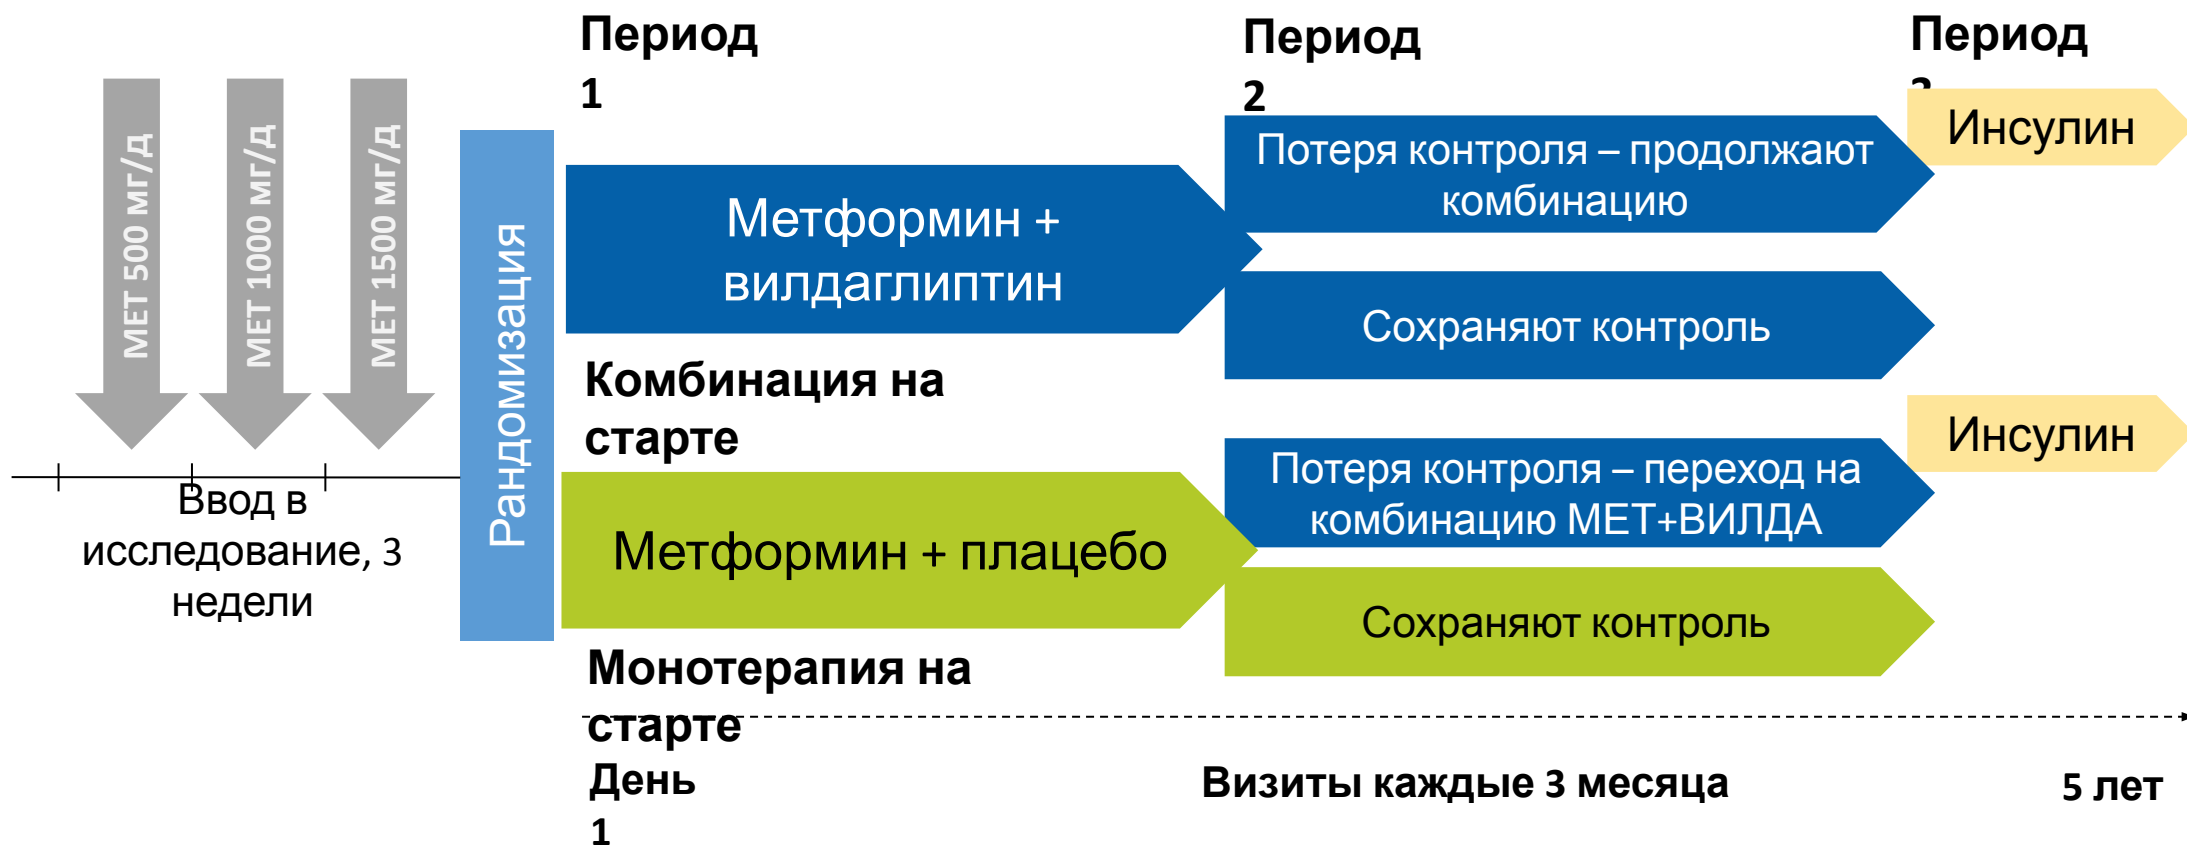 Период
1
Период
2
Период
МЕТ 500 мг/д
МЕТ 1000 мг/д
МЕТ 1500 мг/д
Рандомизация
Ввод в
исследование, 3
недели
Метформин +
вилдаглиптин
Комбинация на
старте
Метформин + плацебо
Монотерапия на
старте
Потеря контроля – продолжают
комбинацию
Сохраняют контроль
Потеря контроля – переход на
комбинацию МЕТ+ВИЛДА
Сохраняют контроль
Инсулин
Инсулин
День
1
Визиты каждые 3 месяца
5 лет